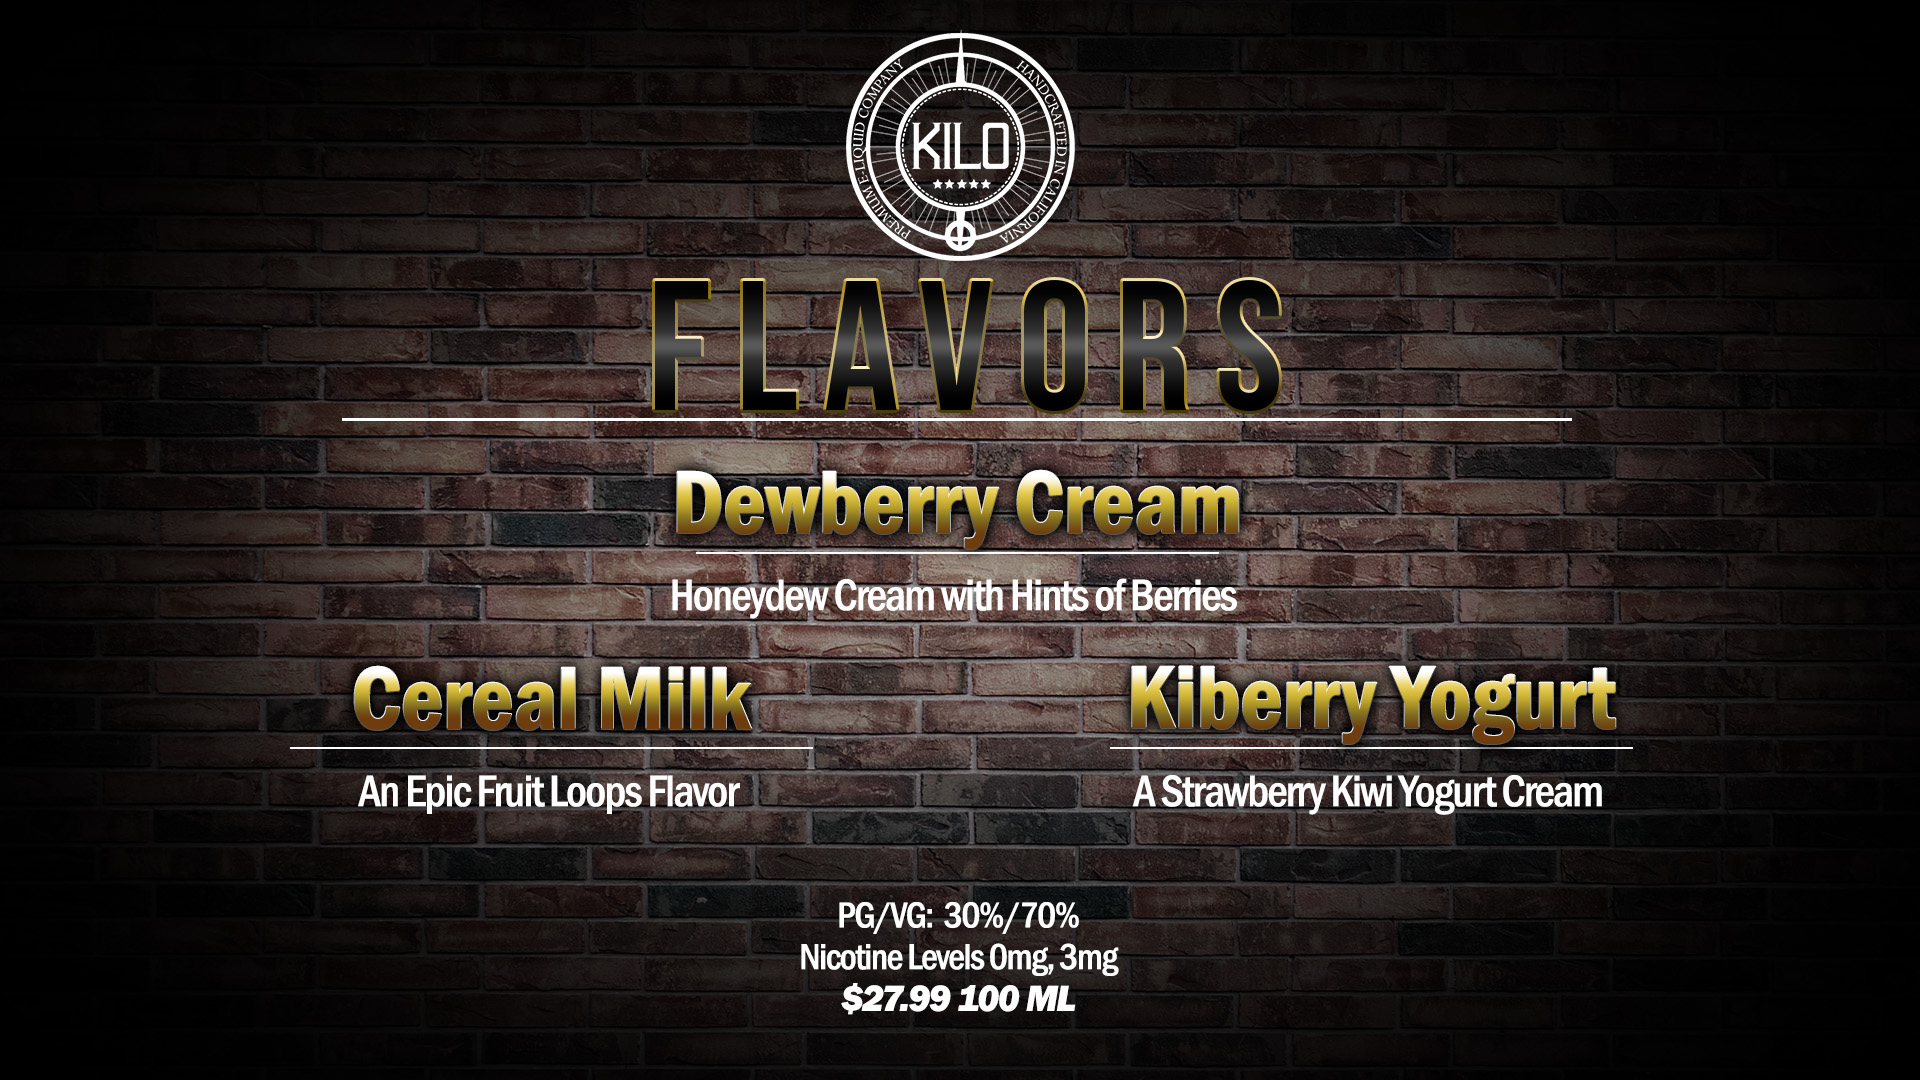 PREMIUM E-LIQUID COMPANY
HANDCRAFTED IN CALIFORNIA
KILO
FLAVORS
Dewberry Cream
Honeydew Cream with Hints of Berries
Cereal Milk
An Epic Fruit Loops Flavor
Kiberry Yogurt
A Strawberry Kiwi Yogurt Cream
PG/VG: 30%/70%
Nicotine Levels 0mg, 3mg
$27.99 100 ML